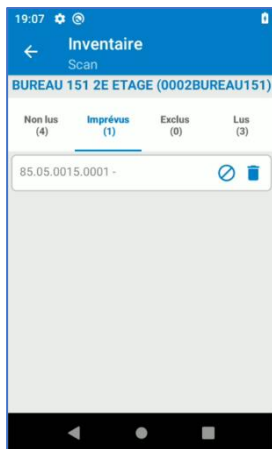 19:07
Inventaire
Scan
BUREAU 151 2E ETAGE (0002BUREAU151)
Non lus Imprévus Exclus Lus
(4) (1) (0) (3)
85.05.0015.0001 -